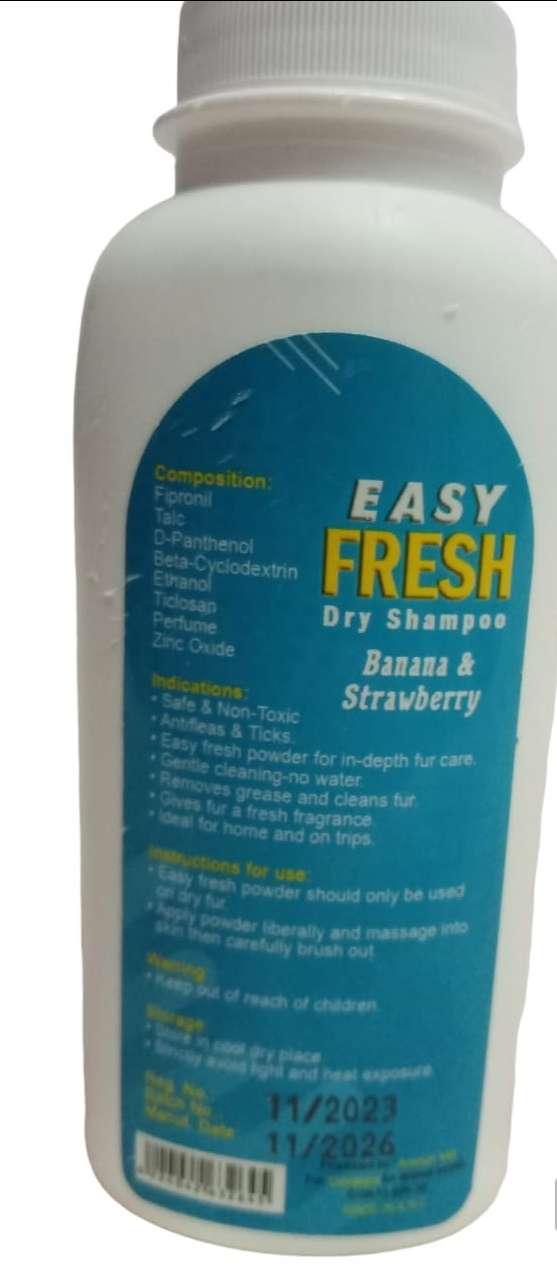 Composition:
Fipronil
Talc
D-Panthenol
Beta-Cyclodextrin
Ethanol
Ticlosan
Perfume
Zinc Oxide
EASY
FRESH
Dry Shampoo
Banana &
Strawberry
Indications:
• Safe & Non-Toxic
• Antifleas & Ticks.
• Easy fresh powder for in-depth fur care.
• Gentle cleaning-no water.
• Removes grease and cleans fur.
• Gives fur a fresh fragrance.
• Ideal for home and on trips.
Instructions for use:
• Easy fresh powder should only be used
on dry fur.
• Apply powder liberally and massage into
skin then carefully brush out
Warning
• Keep out of reach of children.
Storage
• Store in cool dry place
• Strictly avoid light and heat exposure
Reg. No.
Batch No.
Manuf. Date
11/2023
11/2026